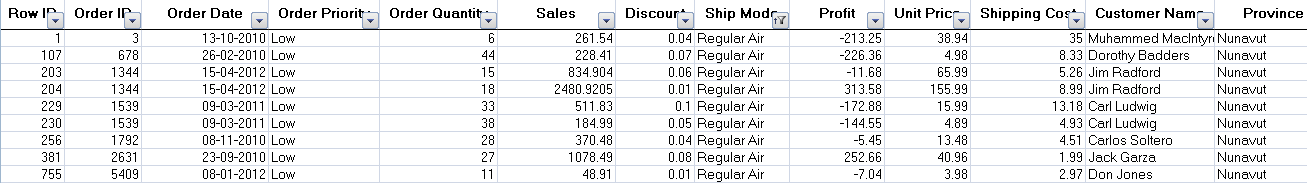 Row ID Order ID Order Date Order Priority Order Quantity Sales Discount Ship Mode Profit Unit Price Shipping Cost Customer Name Province
1 3 13-10-2010 Low 6 261.54 0.04 Regular Air -213.25 38.94 35 Muhammed MacIntyr Nunavut
107 678 26-02-2010 Low 44 228.41 0.07 Regular Air -226.36 4.98 8.33 Dorothy Badders Nunavut
203 1344 15-04-2012 Low 15 834.904 0.06 Regular Air -11.68 65.99 5.26 Jim Radford Nunavut
204 1344 15-04-2012 Low 18 2480.9205 0.01 Regular Air 313.58 155.99 8.99 Jim Radford Nunavut
229 1539 09-03-2011 Low 33 511.83 0.1 Regular Air -172.88 15.99 13.18 Carl Ludwig Nunavut
230 1539 09-03-2011 Low 38 184.99 0.05 Regular Air -144.55 4.89 4.93 Carl Ludwig Nunavut
256 1792 08-11-2010 Low 28 370.48 0.04 Regular Air -5.45 13.48 4.51 Carlos Soltero Nunavut
381 2631 23-09-2010 Low 27 1078.49 0.08 Regular Air 252.66 40.96 1.99 Jack Garza Nunavut
755 5409 08-01-2012 Low 11 48.91 0.01 Regular Air -7.04 3.98 2.97 Don Jones Nunavut